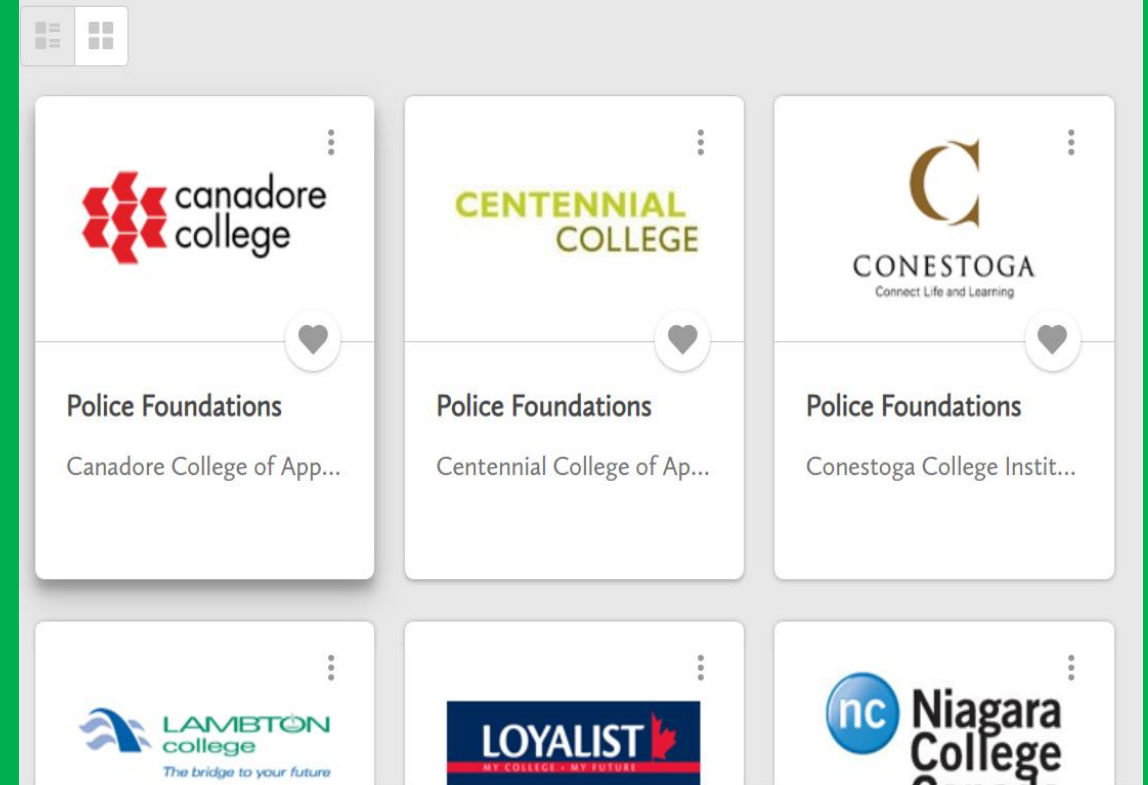 canadore
college
CENTENNIAL
COLLEGE
C
CONESTOGA
Connect Life and Learning
Police Foundations
Canadore College of App...
Police Foundations
Centennial College of Ap...
Police Foundations
Conestoga College Instit...
LAMBTON
college
The bridge to your future
LOYALIST
MY COLLEGE • MY FUTURE
nc
Niagara
College